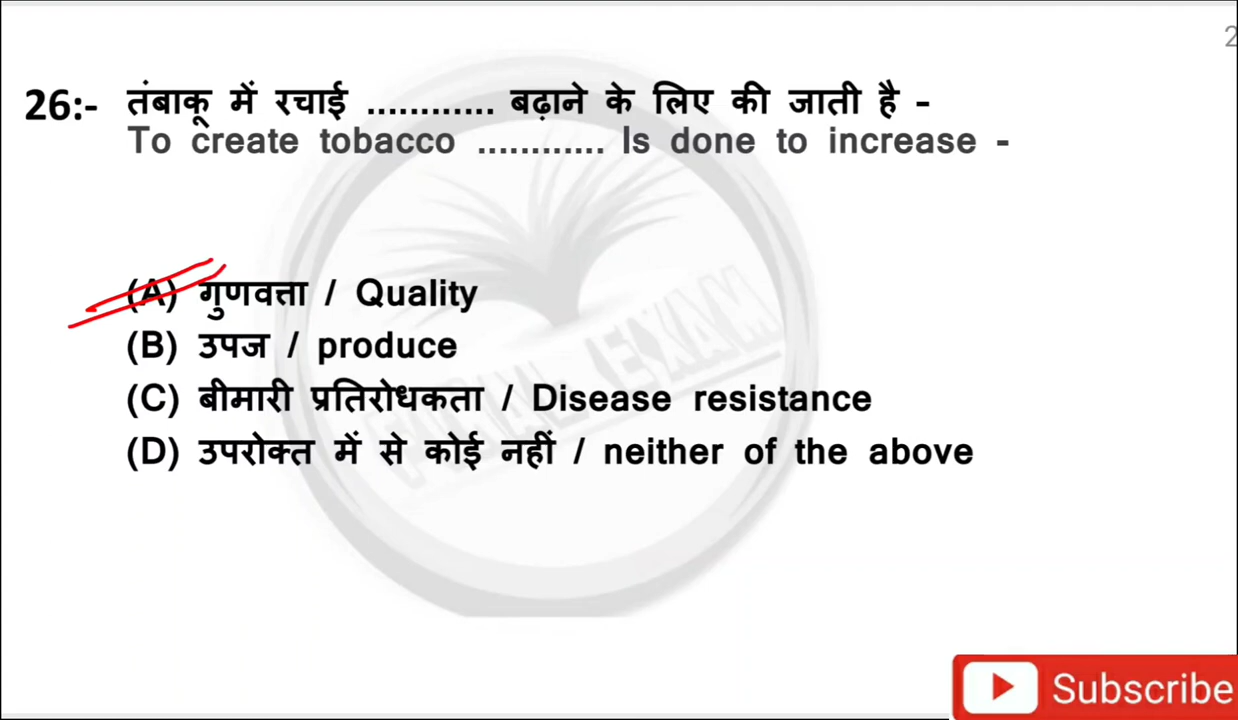 2
26:- तंबाकू में रचाई ............ बढ़ाने के लिए की जाती है -
To create tobacco ............ Is done to increase -
(A) गुणवत्ता / Quality
(B) उपज / produce
(C) बीमारी प्रतिरोधकता / Disease resistance
(D) उपरोक्त में से कोई नहीं / neither of the above
Subscribe